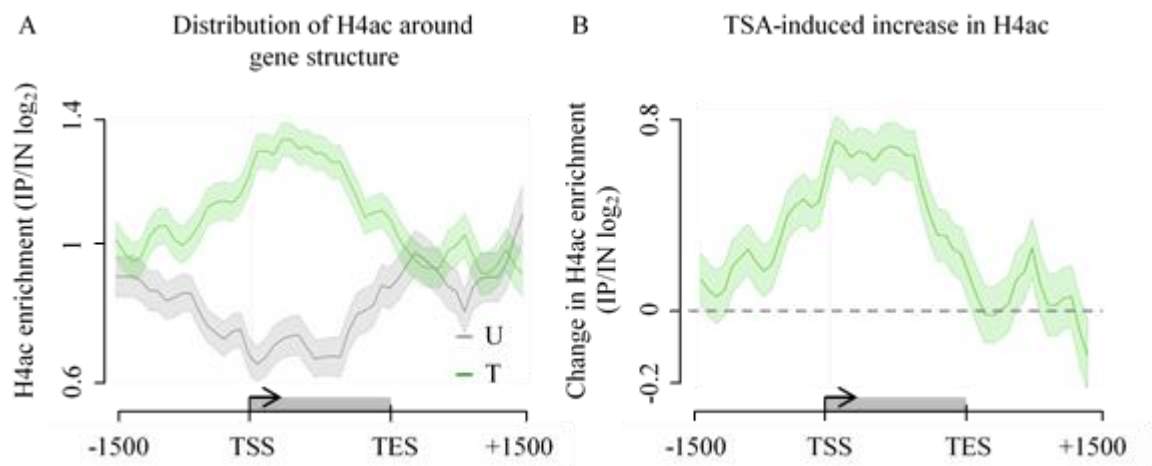 A
Distribution of H4ac around
gene structure
H4ac enrichment (IP/IN log₂)
1.4
1
0.6
U
T
-1500
TSS
TES
+1500
B
TSA-induced increase in H4ac
Change in H4ac enrichment
(IP/IN log₂)
0.8
0
-0.2
-1500
TSS
TES
+1500